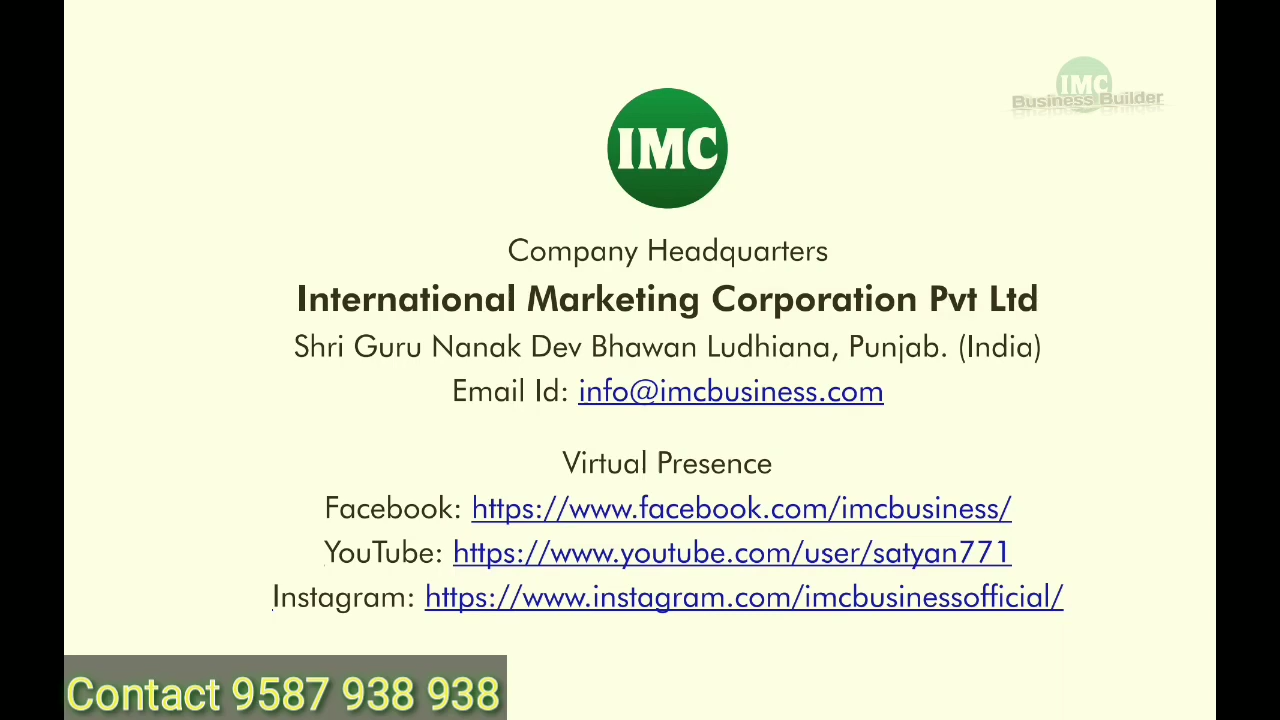 IMC
Business Builder
IMC
Company Headquarters
International Marketing Corporation Pvt Ltd
Shri Guru Nanak Dev Bhawan Ludhiana, Punjab. (India)
Email Id: info@imcbusiness.com
Virtual Presence
Facebook: https://www.facebook.com/imcbusiness/
YouTube: https://www.youtube.com/user/satyan771
Instagram: https://www.instagram.com/imcbusinessofficial/
Contact 9587 938 938